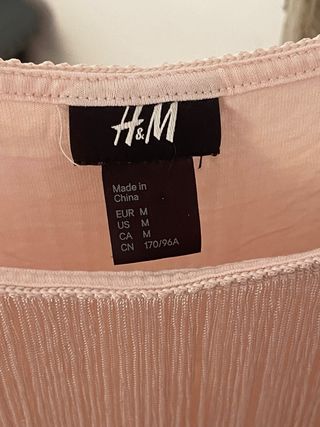 H&M
Made in
China
EUR M
US M
CA M
CN 170/96A